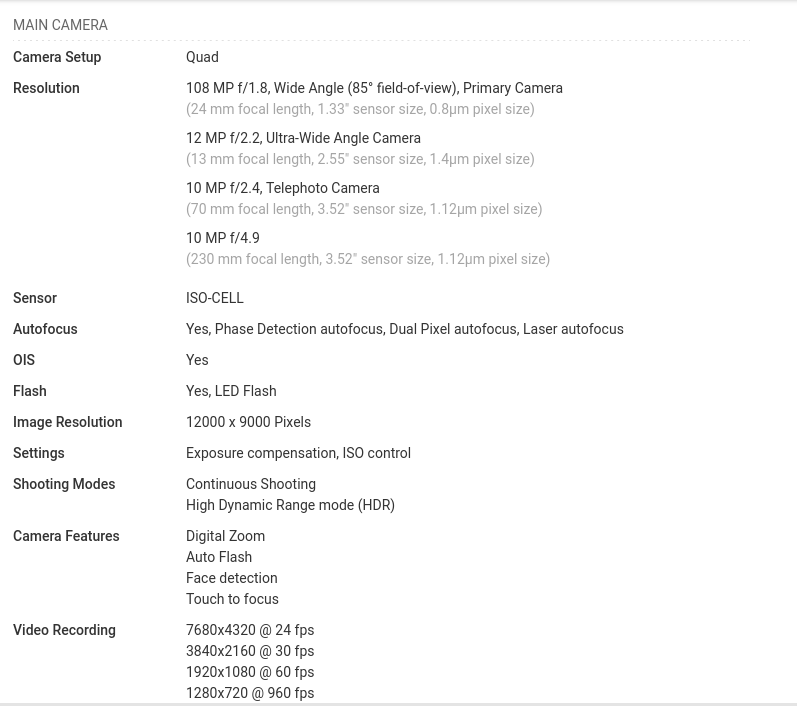 MAIN CAMERA
Camera Setup Quad
Resolution 108 MP f/1.8, Wide Angle (85° field-of-view), Primary Camera
(24 mm focal length, 1.33" sensor size, 0.8µm pixel size)
12 MP f/2.2, Ultra-Wide Angle Camera
(13 mm focal length, 2.55" sensor size, 1.4µm pixel size)
10 MP f/2.4, Telephoto Camera
(70 mm focal length, 3.52" sensor size, 1.12µm pixel size)
10 MP f/4.9
(230 mm focal length, 3.52" sensor size, 1.12µm pixel size)
Sensor ISO-CELL
Autofocus Yes, Phase Detection autofocus, Dual Pixel autofocus, Laser autofocus
OIS Yes
Flash Yes, LED Flash
Image Resolution 12000 x 9000 Pixels
Settings Exposure compensation, ISO control
Shooting Modes Continuous Shooting
High Dynamic Range mode (HDR)
Camera Features Digital Zoom
Auto Flash
Face detection
Touch to focus
Video Recording 7680x4320 @ 24 fps
3840x2160 @ 30 fps
1920x1080 @ 60 fps
1280x720 @ 960 fps